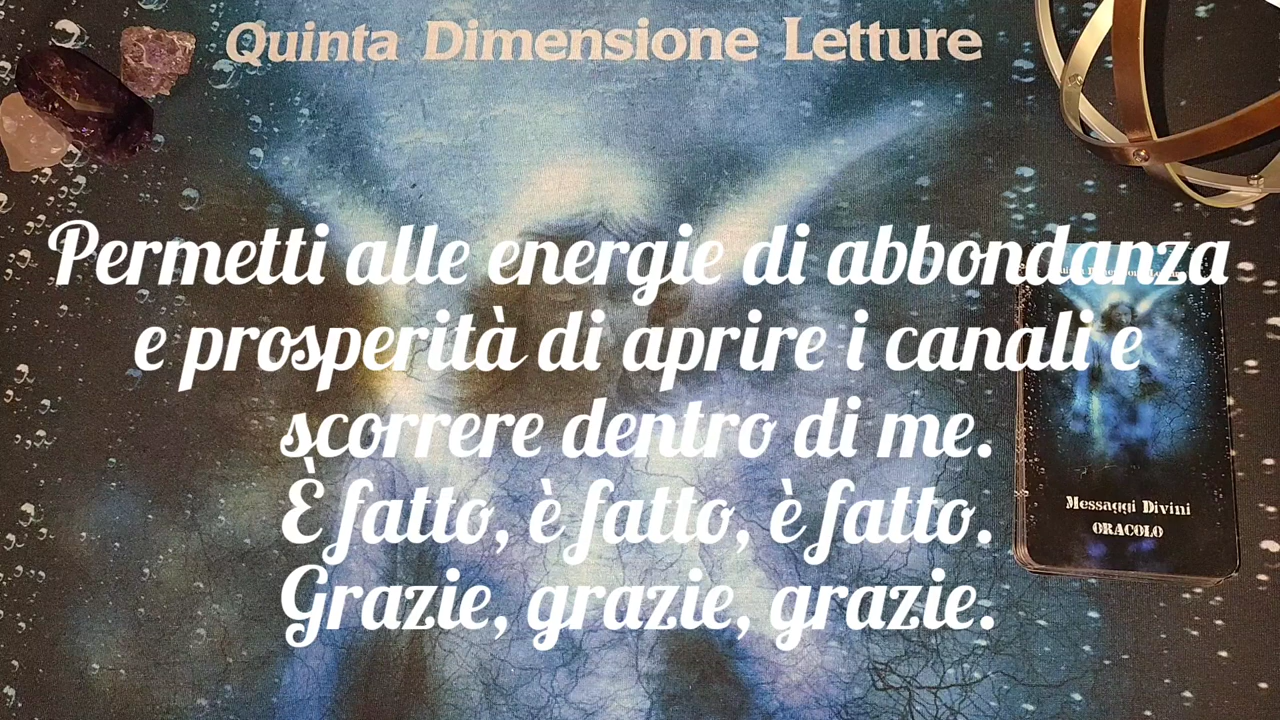 Quinta Dimensione Letture
Permetti alle energie di abbondanza
e prosperità di aprire i canali e
scorrere dentro di me.
È fatto, è fatto, è fatto.
Grazie, grazie, grazie.
Messaggi Divini
ORACOLO